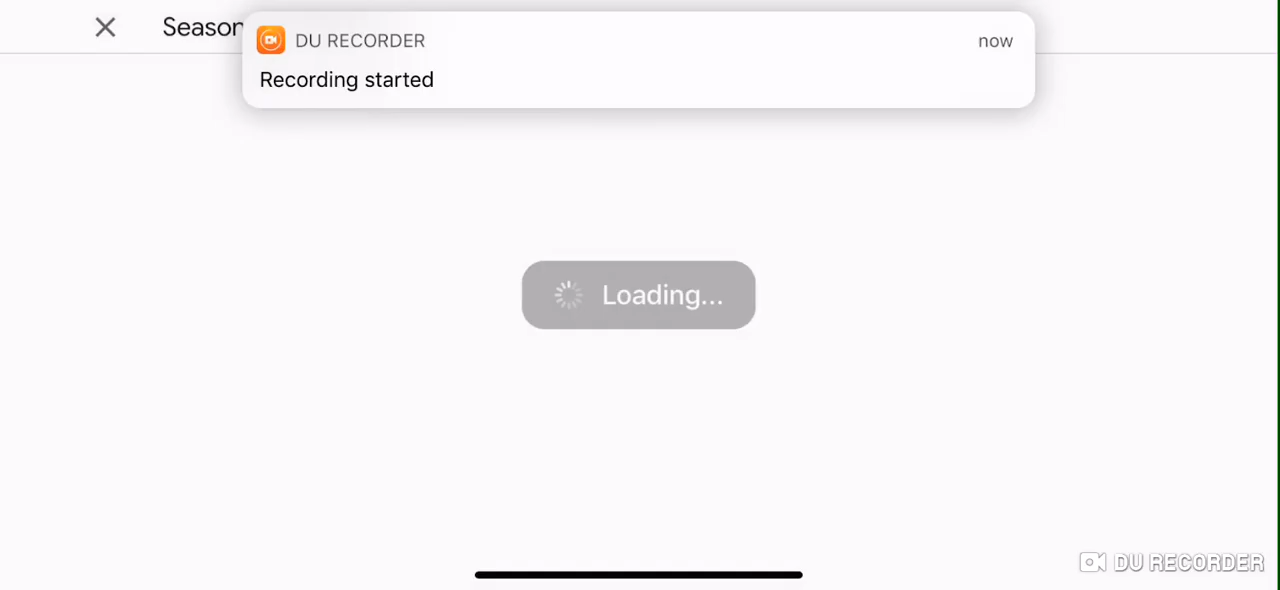 Season
DU RECORDER
now
Recording started
Loading...
DU RECORDER